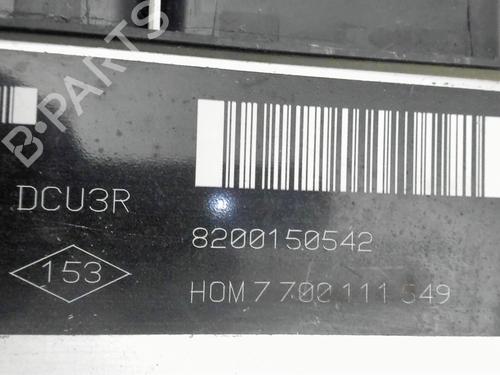 B-PARTS
DCU3R
8200150542
153
HOM 7 700 111 549